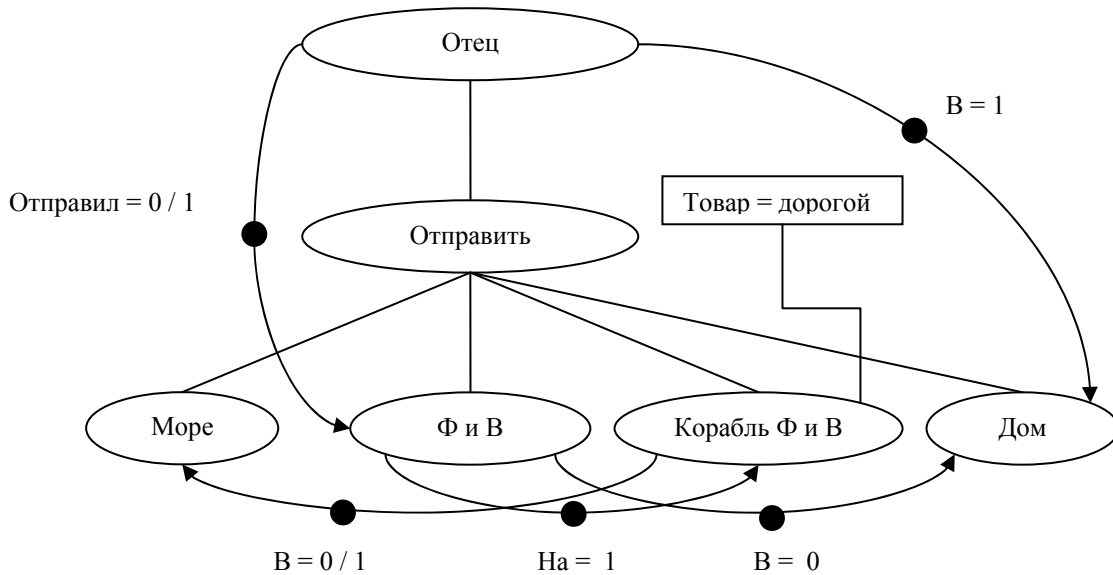 Отец
В = 1
Отправил = 0 / 1
Товар = дорогой
Отправить
Море
Ф и В
Корабль Ф и В
Дом
В = 0 / 1
На = 1
В = 0